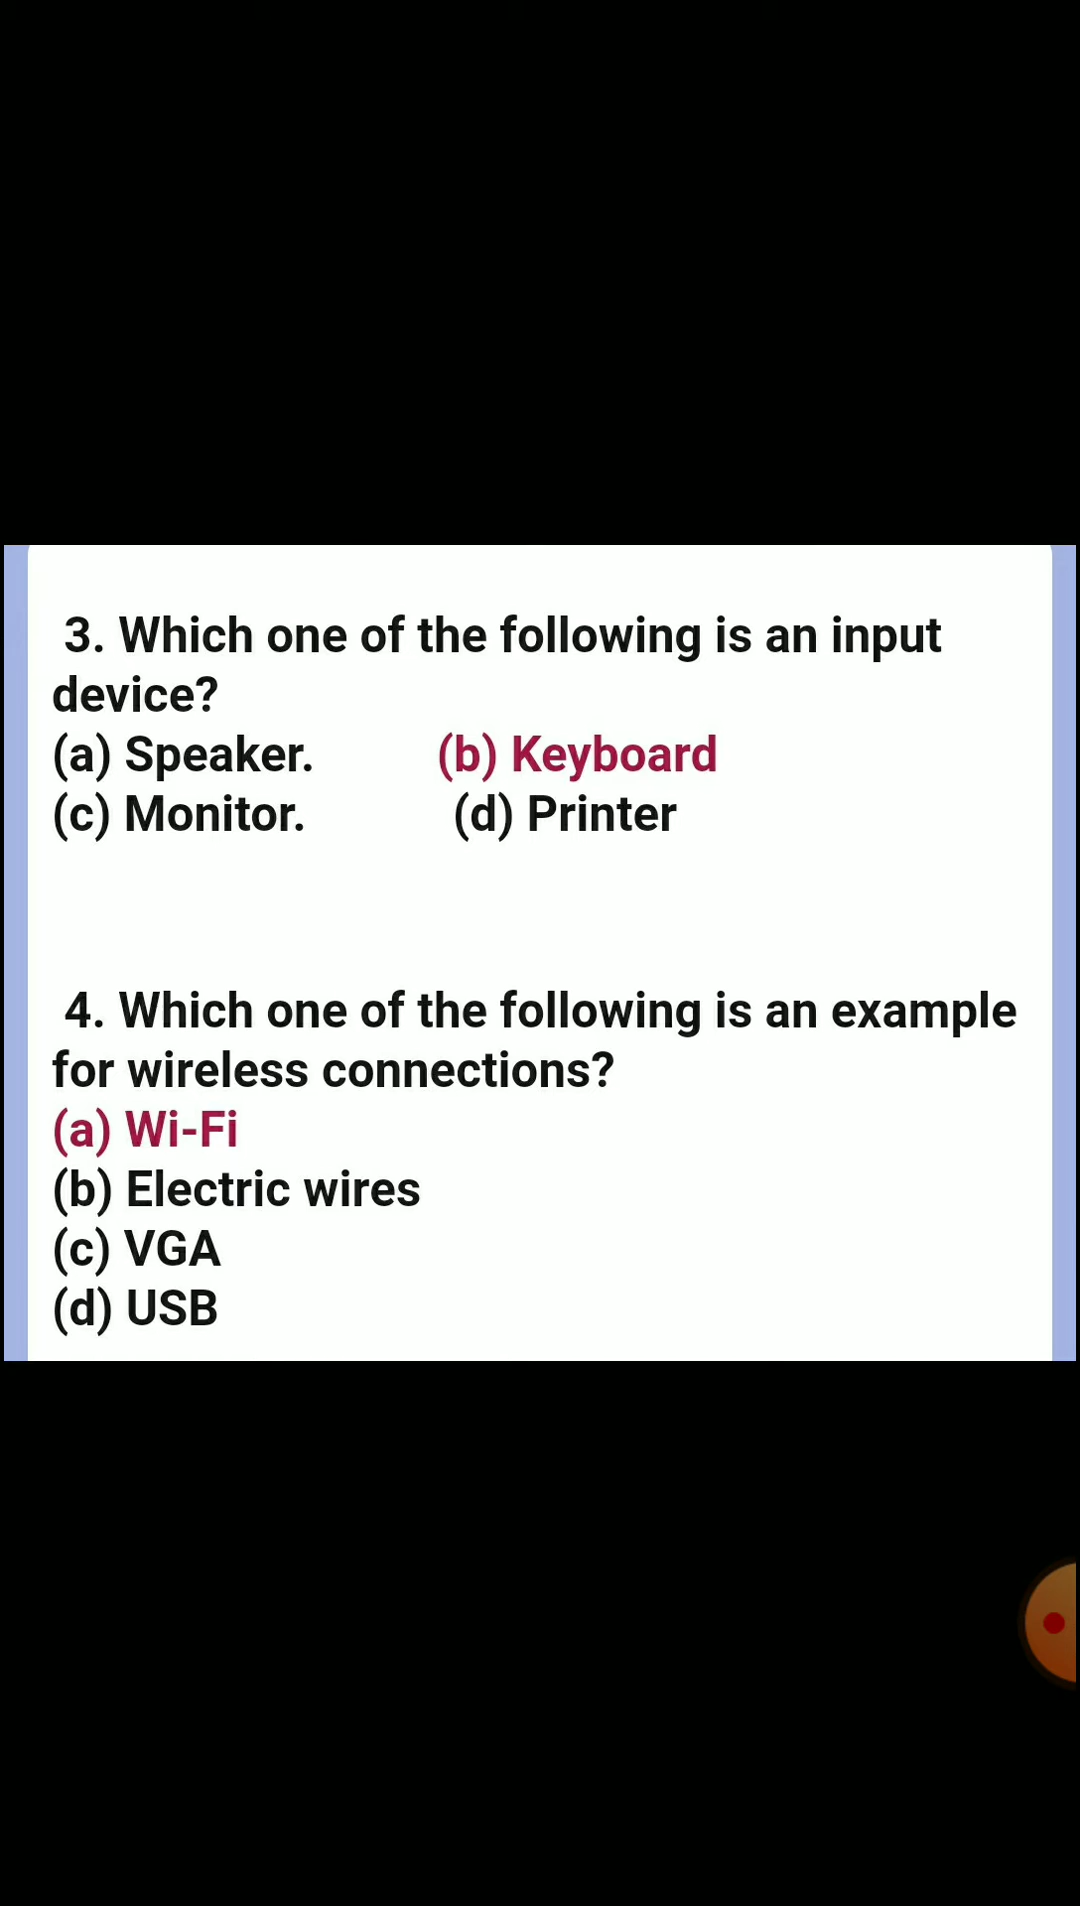 3. Which one of the following is an input
device?
(a) Speaker. (b) Keyboard
(c) Monitor. (d) Printer
4. Which one of the following is an example
for wireless connections?
(a) Wi-Fi
(b) Electric wires
(c) VGA
(d) USB